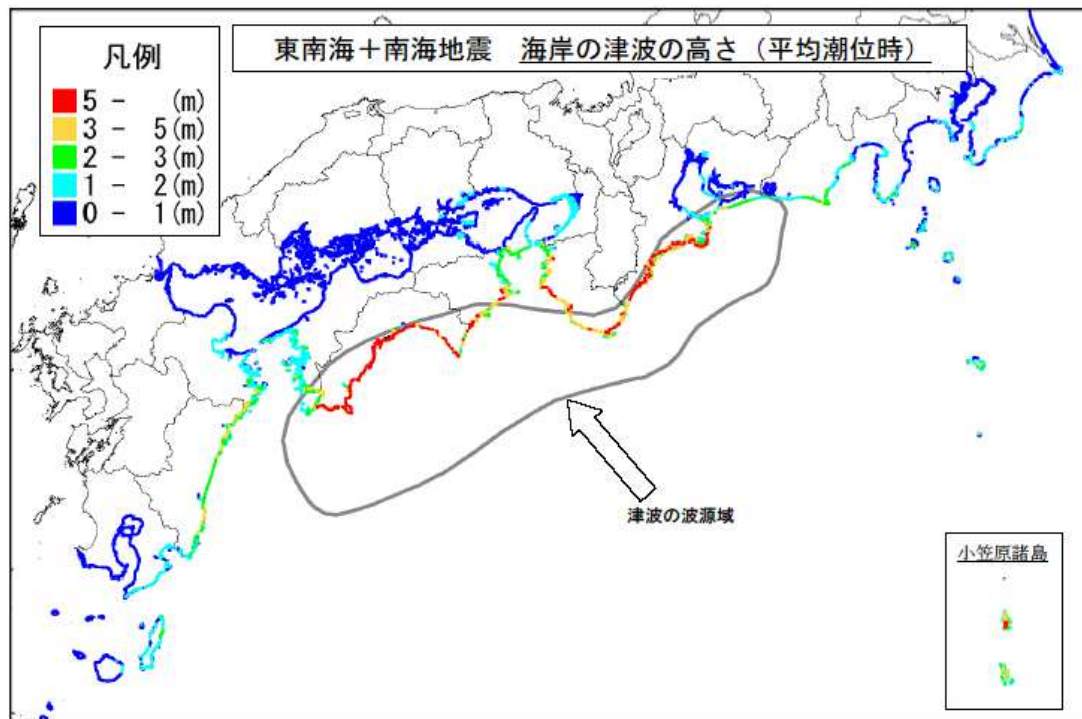 東南海+南海地震 海岸の津波の高さ(平均潮位時)
凡例
5 - (m)
3 - 5(m)
2 - 3(m)
1 - 2(m)
0 - 1(m)
津波の波源域
小笠原諸島